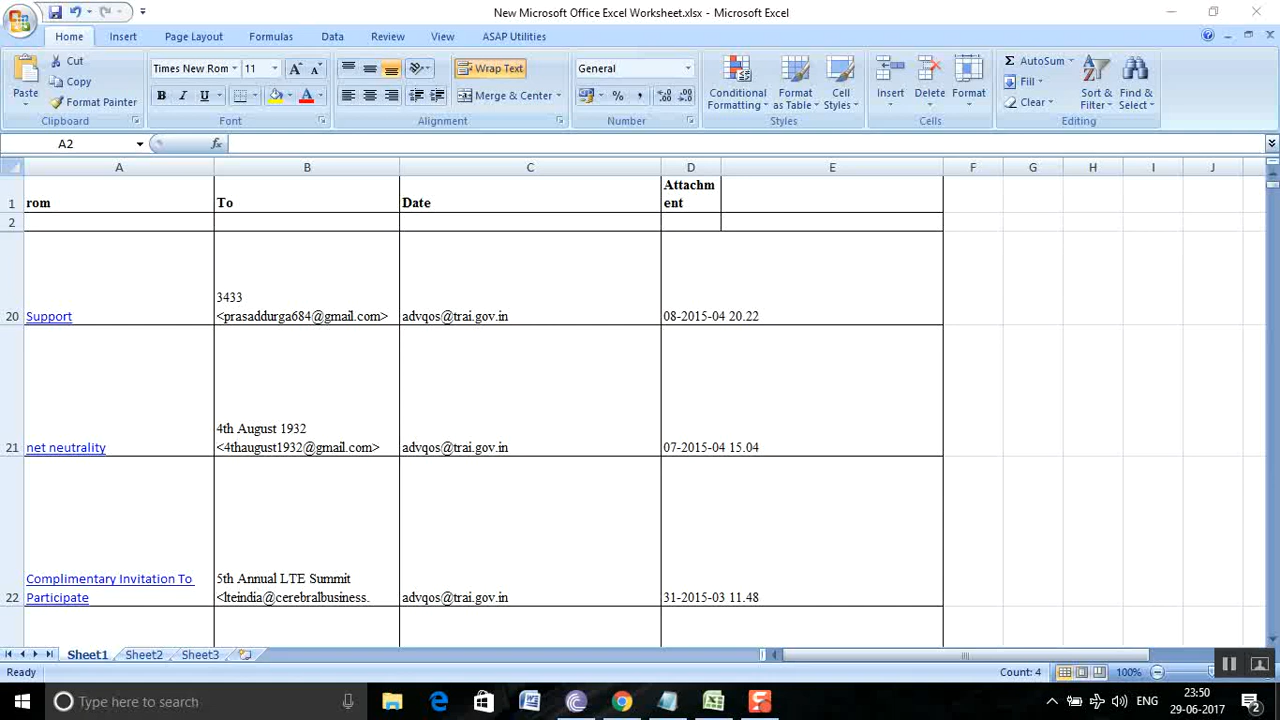 New Microsoft Office Excel Worksheet.xlsx - Microsoft Excel
Home Insert Page Layout Formulas Data Review View ASAP Utilities
Paste Cut Copy Format Painter Clipboard
Times New Rom 11 B I U A A A Font
Wrap Text Merge & Center Alignment
General % , Number
Conditional Formatting Format as Table Cell Styles Styles
Insert Delete Format Cells
Σ AutoSum Fill Clear Sort & Filter Find & Select Editing
A2 fx
A B C D E F G H I J
1 rom To Date Attachm
ent
2
3433
20 Support <prasaddurga684@gmail.com> advqos@trai.gov.in 08-2015-04 20.22
4th August 1932
21 net neutrality <4thaugust1932@gmail.com> advqos@trai.gov.in 07-2015-04 15.04
Complimentary Invitation To 5th Annual LTE Summit
22 Participate <lteindia@cerebralbusiness. advqos@trai.gov.in 31-2015-03 11.48
Sheet1 Sheet2 Sheet3
Ready Count: 4 100%
Type here to search ENG 23:50
29-06-2017 2